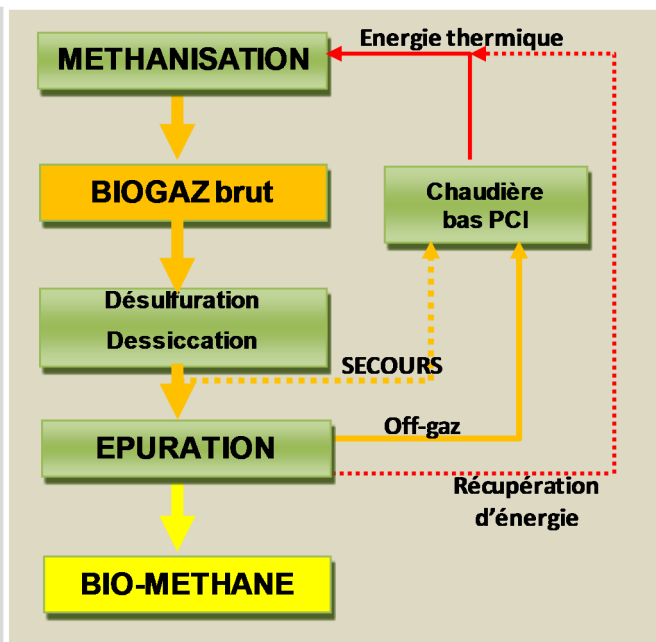 Energie thermique
METHANISATION
BIOGAZ brut
Chaudière
bas PCI
Désulfuration
Dessiccation
SECOURS
EPURATION
Off-gaz
Récupération
d’énergie
BIO-METHANE